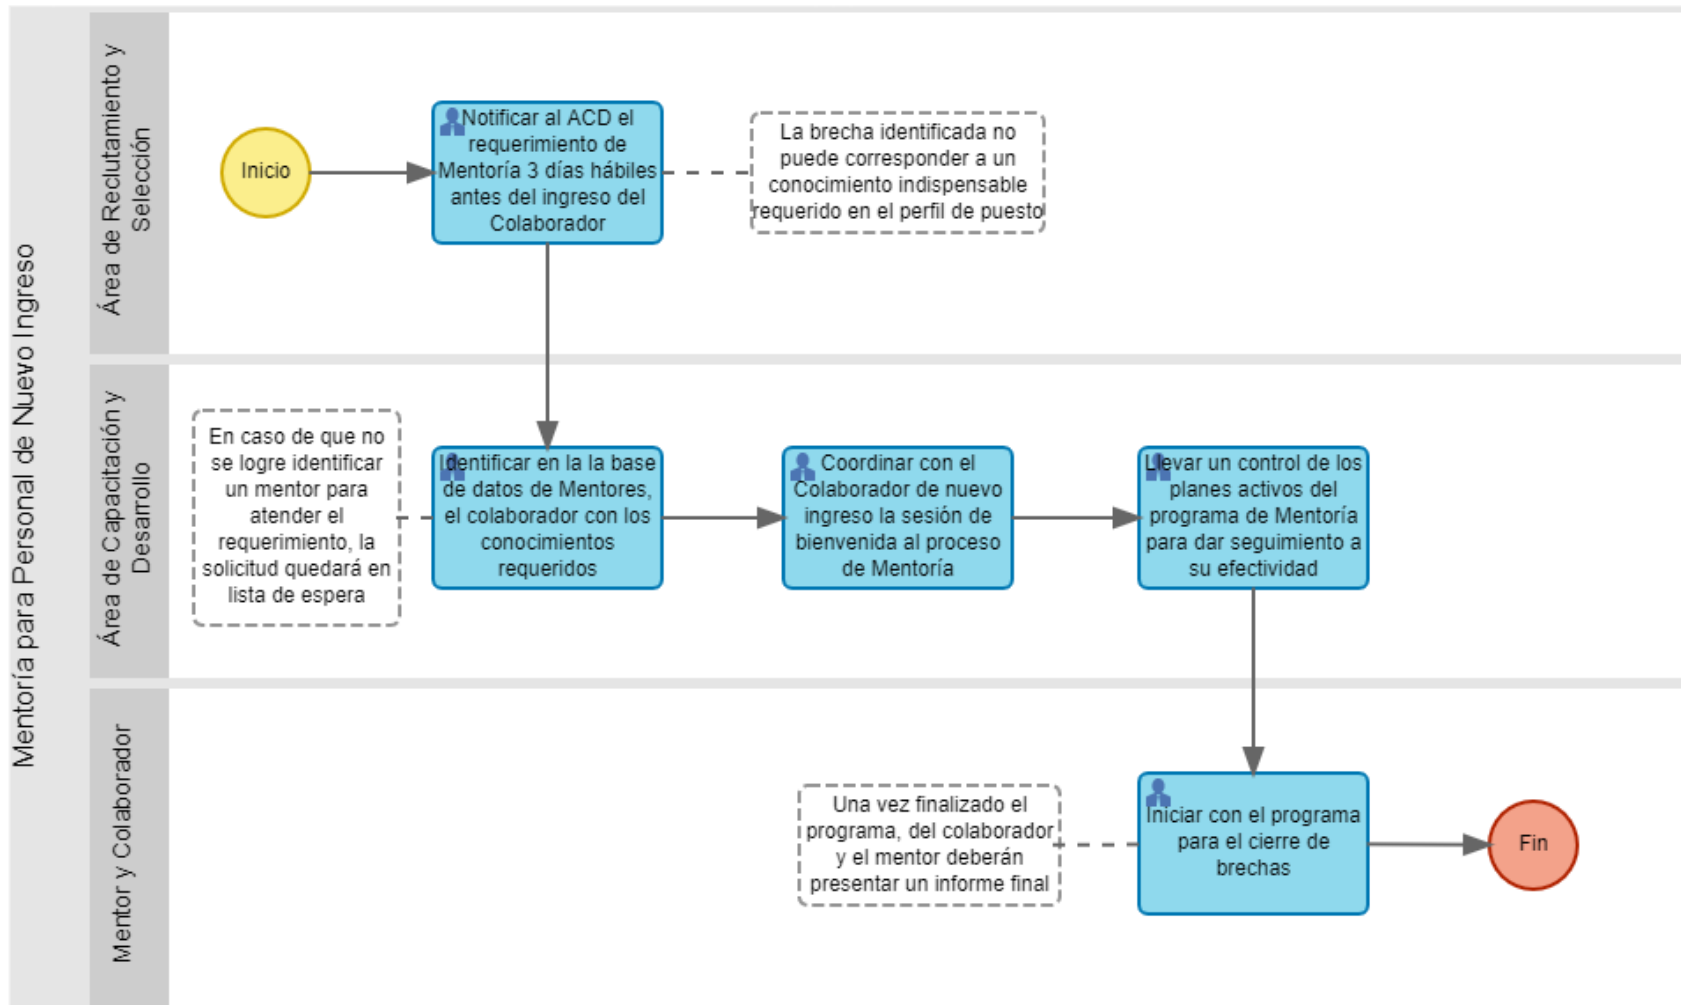 Mentoría para Personal de Nuevo Ingreso
Área de Reclutamiento y
Selección
Inicio
Notificar al ACD el
requerimiento de
Mentoría 3 días hábiles
antes del ingreso del
Colaborador
La brecha identificada no
puede corresponder a un
conocimiento indispensable
requerido en el perfil de puesto
Área de Capacitación y
Desarrollo
En caso de que no
se logre identificar
un mentor para
atender el
requerimiento, la
solicitud quedará en
lista de espera
Identificar en la la base
de datos de Mentores,
el colaborador con los
conocimientos
requeridos
Coordinar con el
Colaborador de nuevo
ingreso la sesión de
bienvenida al proceso
de Mentoría
Llevar un control de los
planes activos del
programa de Mentoría
para dar seguimiento a
su efectividad
Mentor y Colaborador
Una vez finalizado el
programa, del colaborador
y el mentor deberán
presentar un informe final
Iniciar con el programa
para el cierre de
brechas
Fin